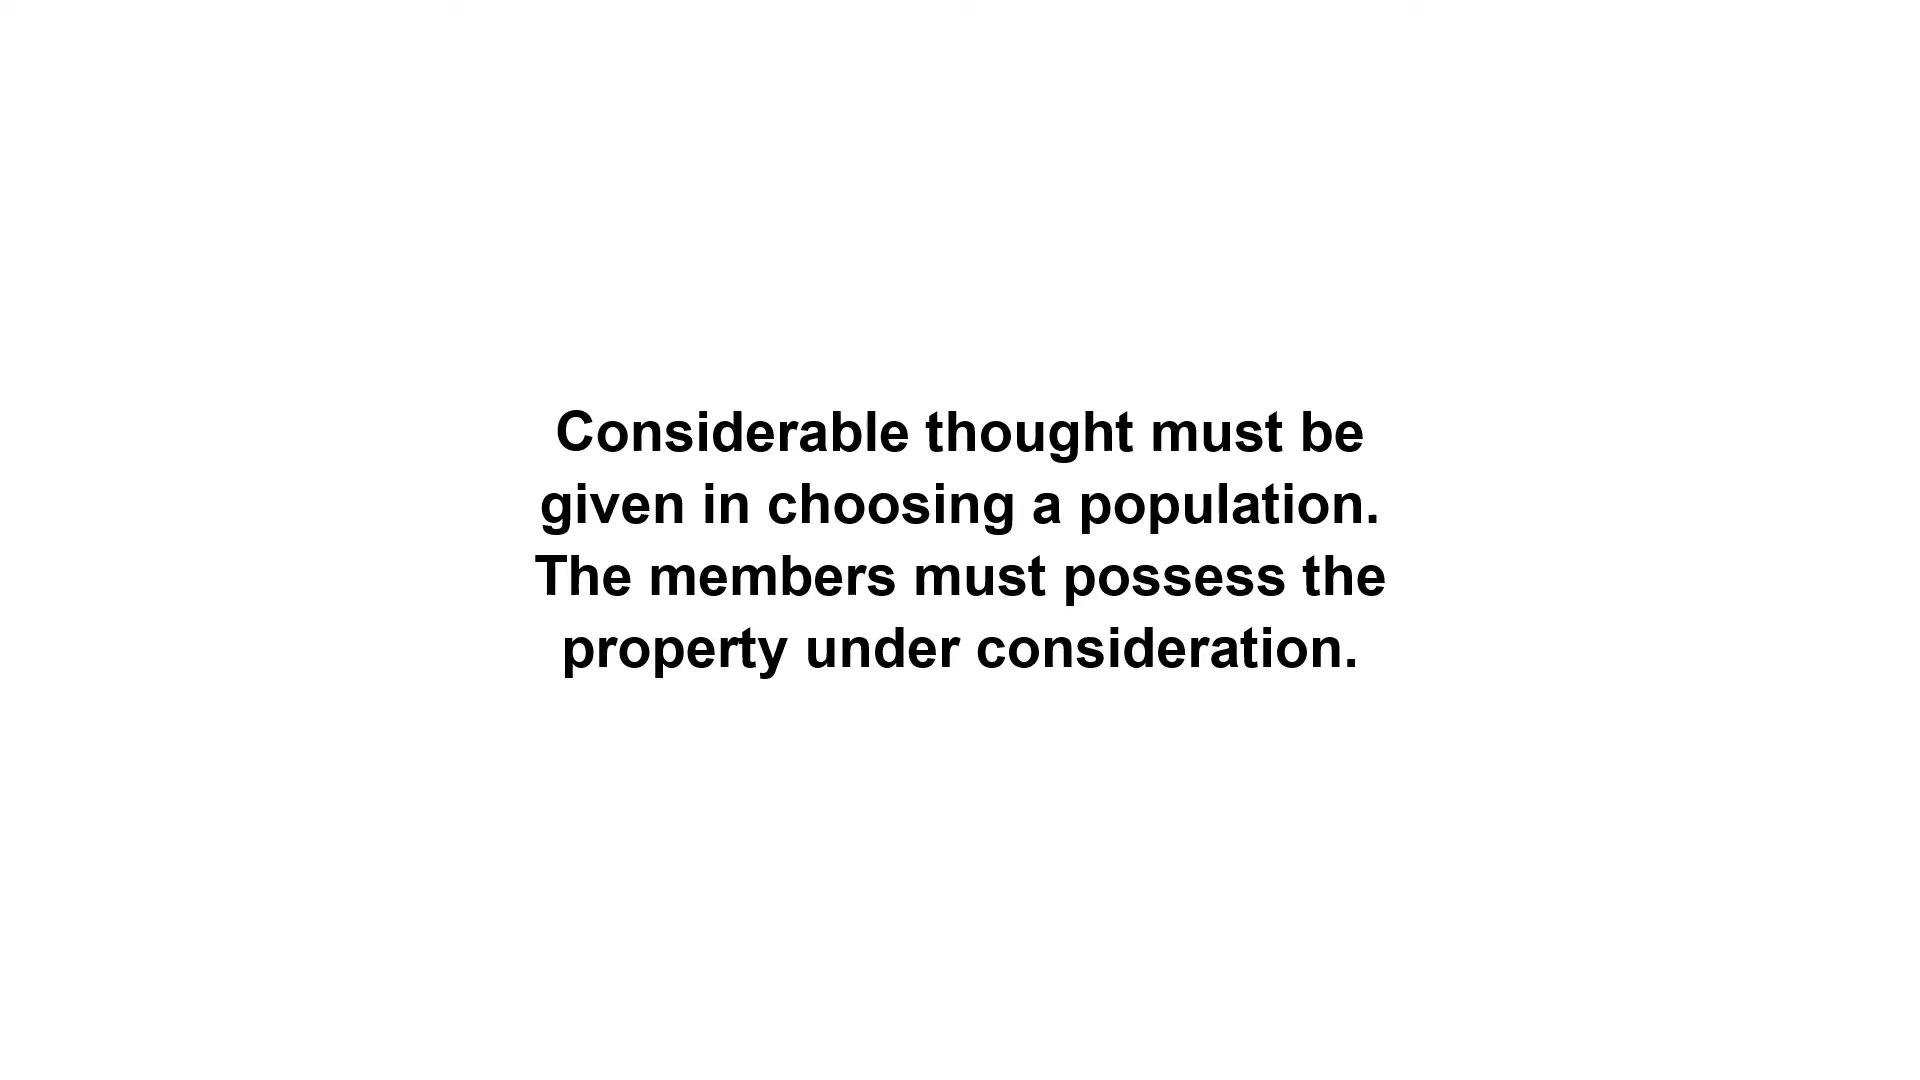 Considerable thought must be
given in choosing a population.
The members must possess the
property under consideration.